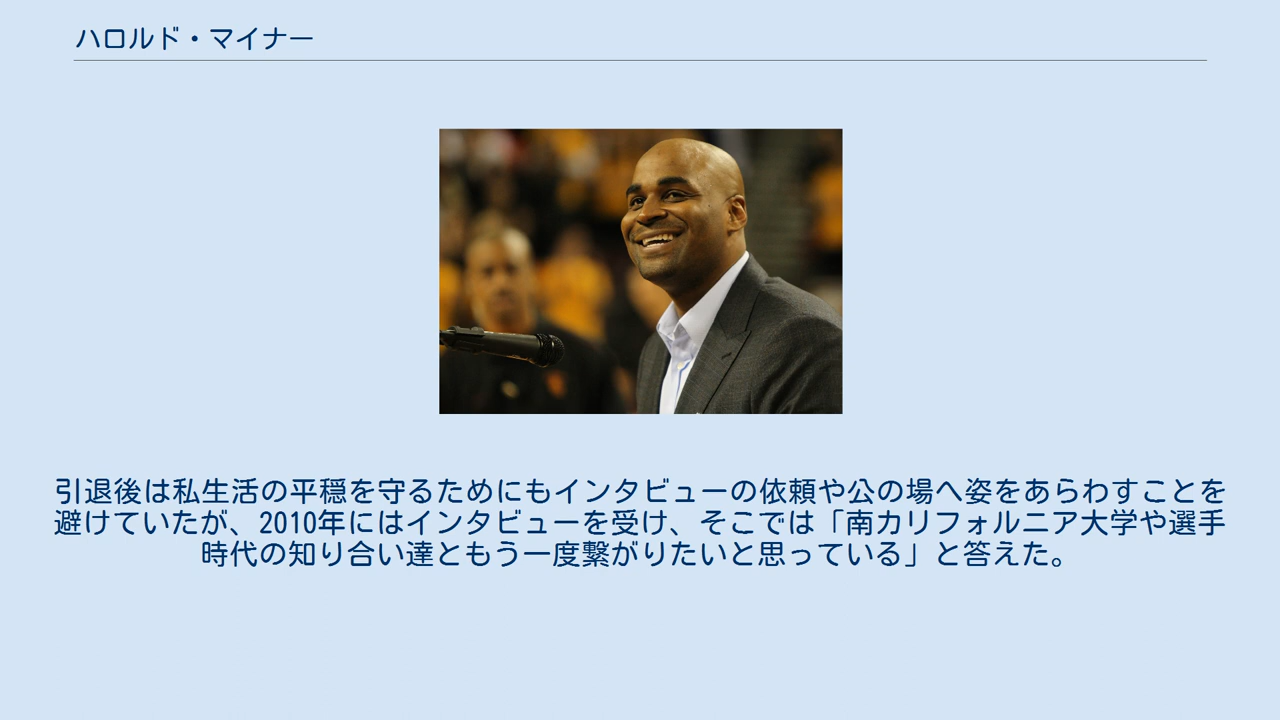 ハロルド・マイナー
引退後は私生活の平穏を守るためにもインタビューの依頼や公の場へ姿をあらわすことを
避けていたが、2010年にはインタビューを受け、そこでは「南カリフォルニア大学や選手
時代の知り合い達ともう一度繋がりたいと思っている」と答えた。